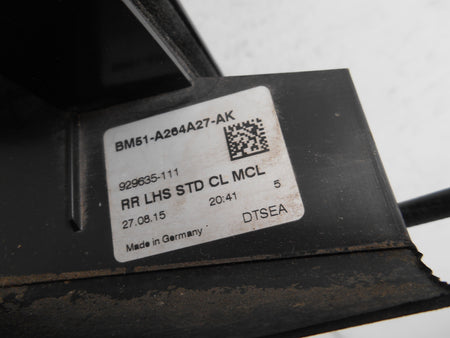 BM51-A264A27-AK
929635-111
RR LHS STD CL MCL
27.08.15 20:41 5
Made in Germany DTSEA